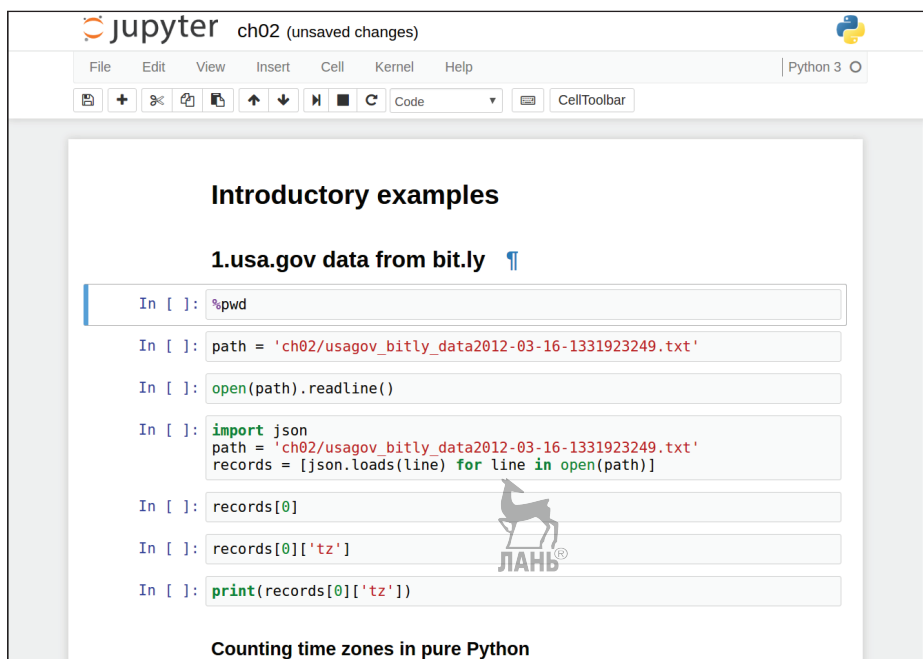 jupyter ch02 (unsaved changes)
File Edit View Insert Cell Kernel Help Python 3
Code CellToolbar
Introductory examples
1.usa.gov data from bit.ly ¶
In [ ]: %pwd
In [ ]: path = 'ch02/usagov_bitly_data2012-03-16-1331923249.txt'
In [ ]: open(path).readline()
In [ ]: import json
path = 'ch02/usagov_bitly_data2012-03-16-1331923249.txt'
records = [json.loads(line) for line in open(path)]
In [ ]: records[0]
In [ ]: records[0]['tz']
ЛАНЬ®
In [ ]: print(records[0]['tz'])
Counting time zones in pure Python